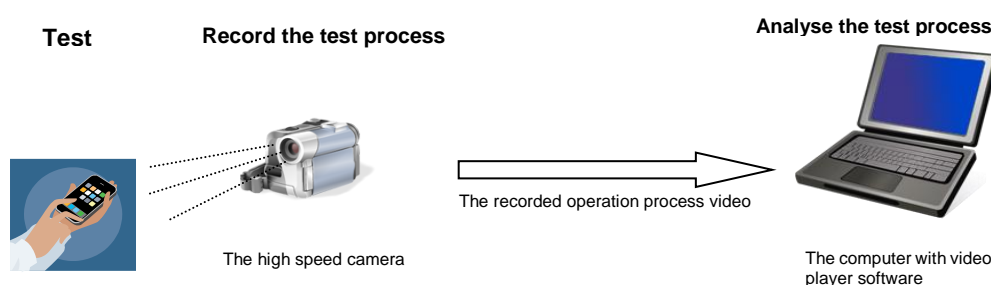 Test
Record the test process
Analyse the test process
The recorded operation process video
The high speed camera
The computer with video
player software